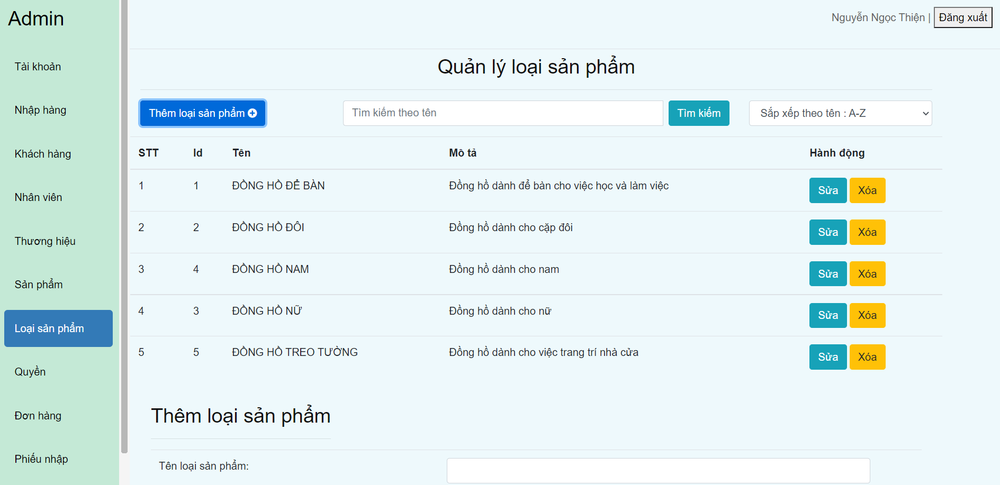 Admin
Nguyễn Ngọc Thiện | Đăng xuất
Tài khoản
Nhập hàng
Khách hàng
Nhân viên
Thương hiệu
Sản phẩm
Loại sản phẩm
Quyền
Đơn hàng
Phiếu nhập
Quản lý loại sản phẩm
Thêm loại sản phẩm Tìm kiếm theo tên Tìm kiếm Sắp xếp theo tên : A-Z
STT Id Tên Mô tả Hành động
1 1 ĐỒNG HỒ ĐỂ BÀN Đồng hồ dành để bàn cho việc học và làm việc Sửa Xóa
2 2 ĐỒNG HỒ ĐÔI Đồng hồ dành cho cặp đôi Sửa Xóa
3 4 ĐỒNG HỒ NAM Đồng hồ dành cho nam Sửa Xóa
4 3 ĐỒNG HỒ NỮ Đồng hồ dành cho nữ Sửa Xóa
5 5 ĐỒNG HỒ TREO TƯỜNG Đồng hồ dành cho việc trang trí nhà cửa Sửa Xóa
Thêm loại sản phẩm
Tên loại sản phẩm: